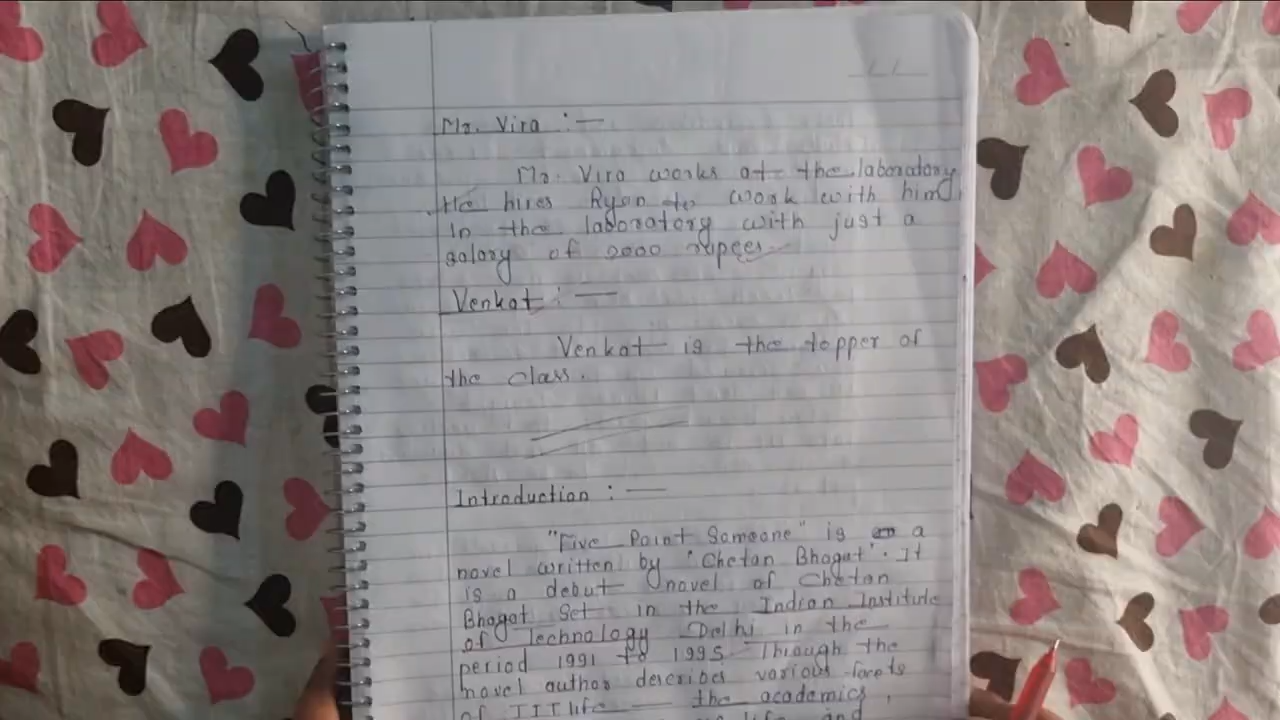 Mr. Vira :—
Mr. Vira works at the laboratory
He hires Ryan to work with him
in the laboratory with just a
salary of 2000 rupees.
Venkat :—
Venkat is the topper of
the class.
Introduction :—
"Five Point Someone" is a
novel written by 'Chetan Bhagat'. It
is a debut novel of Chetan
Bhagat Set in the Indian Institute
of Technology Delhi in the
period 1991 to 1995 Through the
novel author describes various facets
of IIT life — the academics,
life and